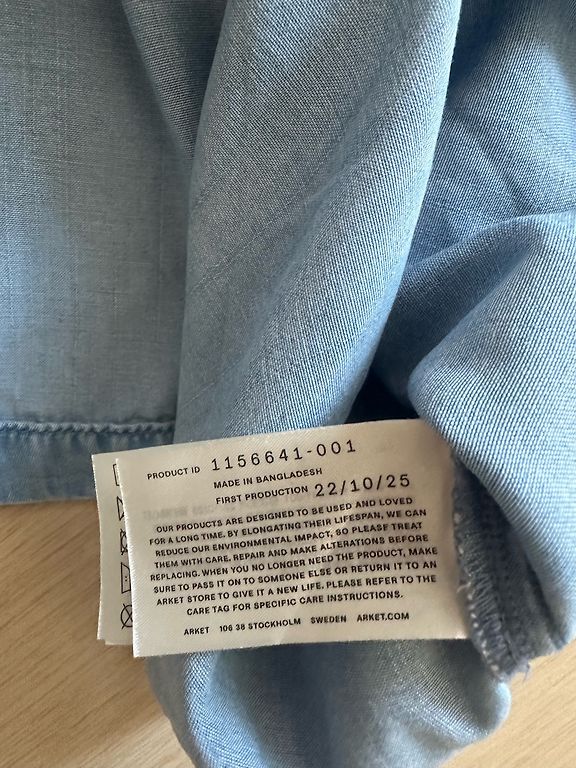 PRODUCT ID 1156641-001
MADE IN BANGLADESH
FIRST PRODUCTION 22/10/25
OUR PRODUCTS ARE DESIGNED TO BE USED AND LOVED
FOR A LONG TIME. BY ELONGATING THEIR LIFESPAN, WE CAN
REDUCE OUR ENVIRONMENTAL IMPACT, SO PLEASE TREAT
THEM WITH CARE. REPAIR AND MAKE ALTERATIONS BEFORE
REPLACING. WHEN YOU NO LONGER NEED THE PRODUCT, MAKE
SURE TO PASS IT ON TO SOMEONE ELSE OR RETURN IT TO AN
ARKET STORE TO GIVE IT A NEW LIFE. PLEASE REFER TO THE
CARE TAG FOR SPECIFIC CARE INSTRUCTIONS.
ARKET 106 38 STOCKHOLM SWEDEN ARKET.COM